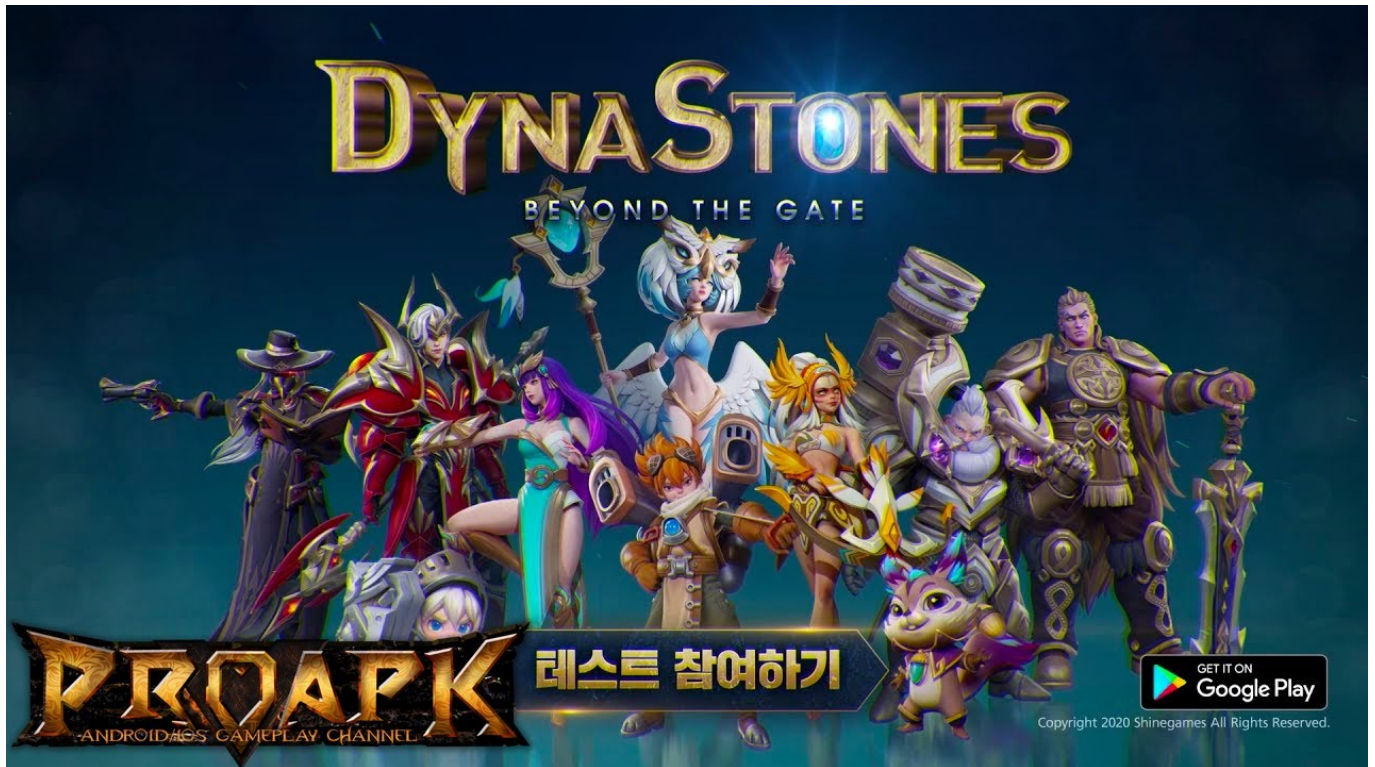 DYNASTONES
BEYOND THE GATE
테스트 참여하기
PROAPK
ANDROID/IOS GAMEPLAY CHANNEL
GET IT ON
Google Play
Copyright 2020 Shinegames All Rights Reserved.